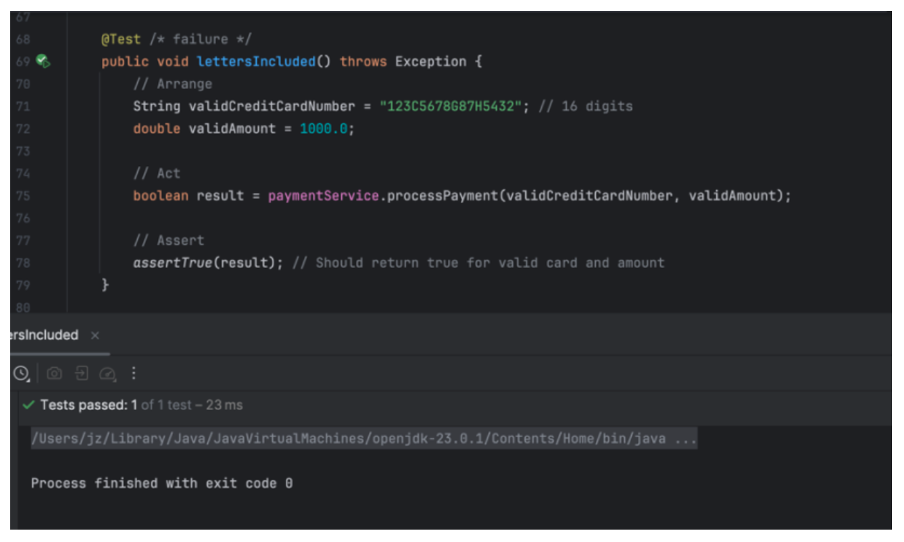 67
68 @Test /* failure */
69 public void lettersIncluded() throws Exception {
70 // Arrange
71 String validCreditCardNumber = "123C5678G87H5432"; // 16 digits
72 double validAmount = 1000.0;
73
74 // Act
75 boolean result = paymentService.processPayment(validCreditCardNumber, validAmount);
76
77 // Assert
78 assertTrue(result); // Should return true for valid card and amount
79 }
80
ersIncluded ×
✓ Tests passed: 1 of 1 test – 23 ms
/Users/jz/Library/Java/JavaVirtualMachines/openjdk-23.0.1/Contents/Home/bin/java ...
Process finished with exit code 0